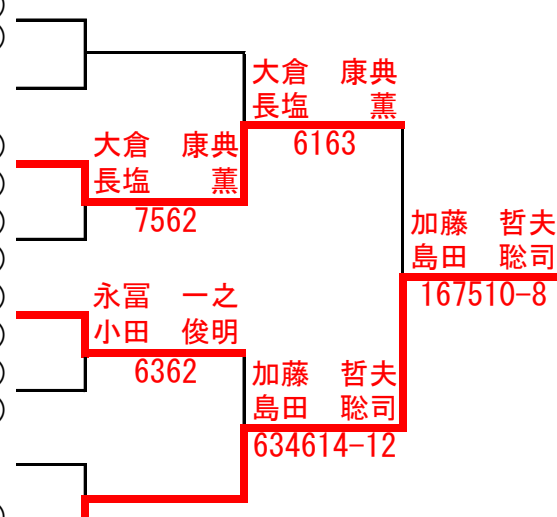 大倉　康典
長塩　　薫
6163
大倉　康典
長塩　　薫
7562
加藤　哲夫
島田　聡司
167510-8
永冨　一之
小田　俊明
6362
加藤　哲夫
島田　聡司
634614-12